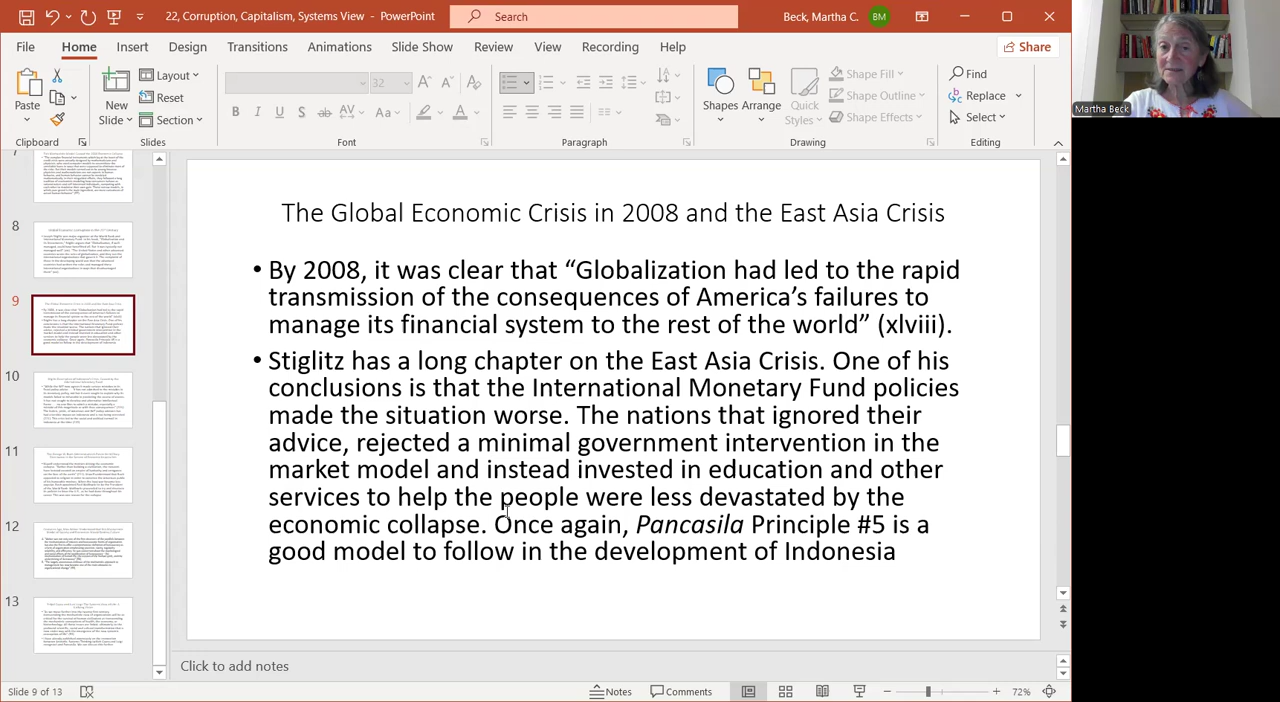 22, Corruption, Capitalism, Systems View - PowerPoint
Search
Beck, Martha C.
BM
File Home Insert Design Transitions Animations Slide Show Review View Recording Help
Share
Paste
Clipboard
New Slide
Layout
Reset
Section
Slides
32
Font
Paragraph
Shapes
Arrange
Quick Styles
Shape Fill
Shape Outline
Shape Effects
Drawing
Find
Replace
Select
Editing
Martha Beck
8
9
10
11
12
13
The Global Economic Crisis in 2008 and the East Asia Crisis
• By 2008, it was clear that “Globalization had led to the rapid
transmission of the consequences of America’s failures to
manage its financial system to the rest of the world” (xlviii).
• Stiglitz has a long chapter on the East Asia Crisis. One of his
conclusions is that the International Monetary Fund policies
made the situation worse. The nations that ignored their
advice, rejected a minimal government intervention in the
market model and instead invested in education and other
services to help the people were less devastated by the
economic collapse. Once again, Pancasila Principle #5 is a
good model to follow in the development of Indonesia
Click to add notes
Slide 9 of 13
Notes
Comments
72%